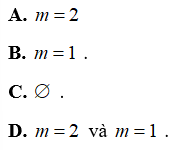 A. m = 2
B. m = 1 .
C. ∅ .
D. m = 2 và m = 1 .